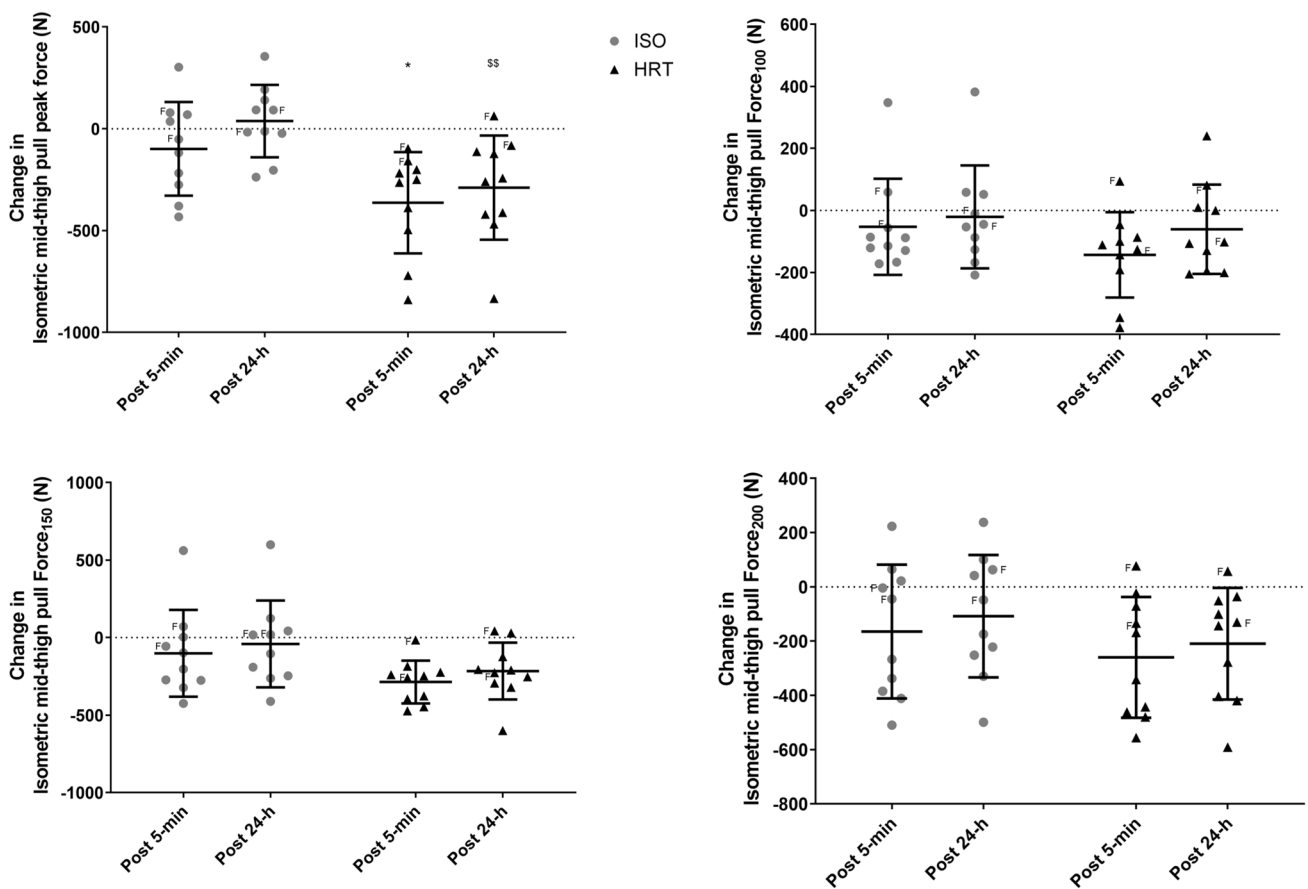 Change in
Isometric mid-thigh pull peak force (N)
500
0
-500
-1000
F
F
F
F
F
F
F
F
*
$$
Post 5-min
Post 24-h
Post 5-min
Post 24-h
ISO
HRT
Change in
Isometric mid-thigh pull Force100 (N)
600
400
200
0
-200
-400
F
F
F
F
F
F
F
F
Post 5-min
Post 24-h
Post 5-min
Post 24-h
Change in
Isometric mid-thigh pull Force150 (N)
1000
500
0
-500
-1000
F
F
F
F
F
F
F
F
Post 5-min
Post 24-h
Post 5-min
Post 24-h
Change in
Isometric mid-thigh pull Force200 (N)
400
200
0
-200
-400
-600
-800
F
F
F
F
F
F
F
F
Post 5-min
Post 24-h
Post 5-min
Post 24-h